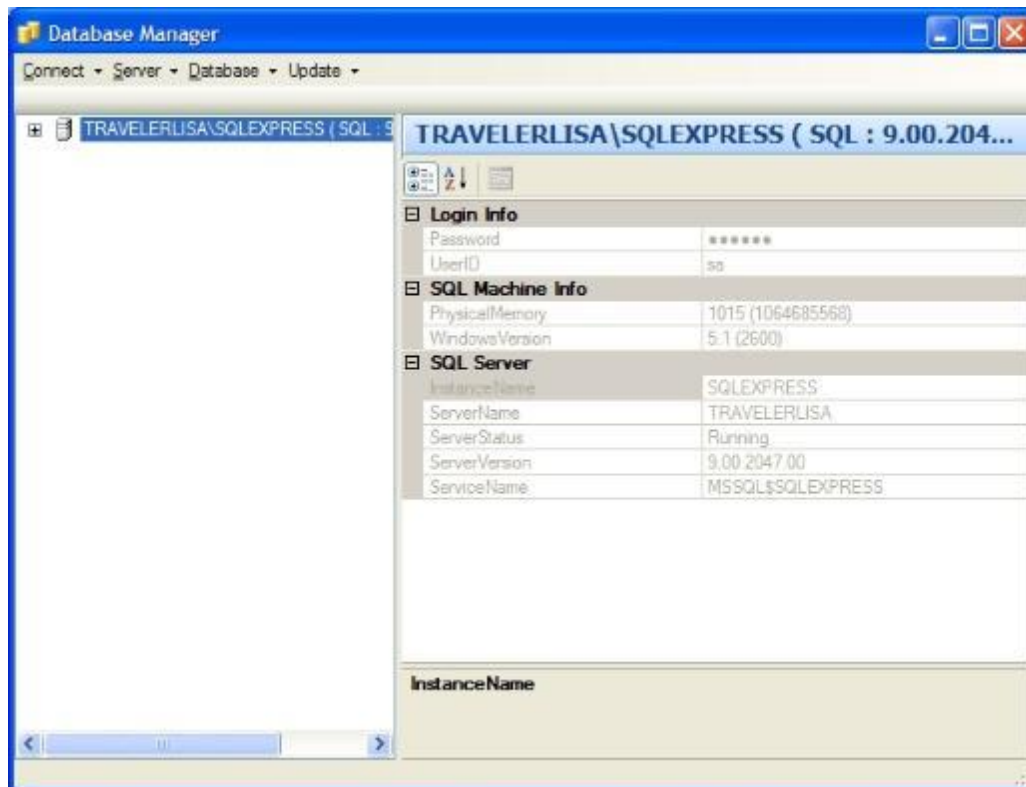 Database Manager
Connect Server Database Update
TRAVELERLISA\SQLEXPRESS ( SQL : S
TRAVELERLISA\SQLEXPRESS ( SQL : 9.00.204...
Login Info
Password ●●●●●●
UserID sa
SQL Machine Info
PhysicalMemory 1015 (1064685568)
WindowsVersion 5.1 (2600)
SQL Server
InstanceName SQLEXPRESS
ServerName TRAVELERLISA
ServerStatus Running
ServerVersion 9.00.2047.00
ServiceName MSSQL$SQLEXPRESS
InstanceName